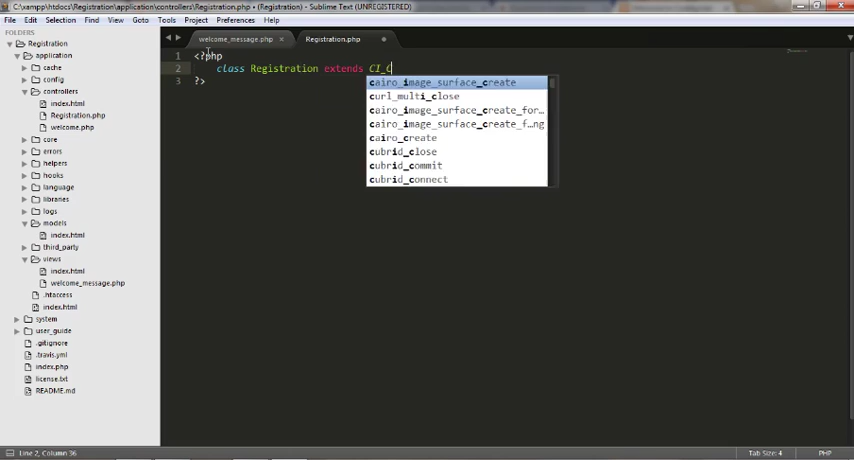 C:\xampp\htdocs\Registration\application\controllers\Registration.php • (Registration) - Sublime Text (UNREGISTERED)
File Edit Selection Find View Goto Tools Project Preferences Help
FOLDERS
Registration
application
cache
config
controllers
index.html
Registration.php
welcome.php
core
errors
helpers
hooks
language
libraries
logs
models
index.html
third_party
views
index.html
welcome_message.php
.htaccess
index.html
system
user_guide
.gitignore
.travis.yml
index.php
license.txt
README.md
welcome_message.php × Registration.php
1 <?php
2 class Registration extends CI_C
3 ?>
cairo_image_surface_create
curl_multi_close
cairo_image_surface_create_for…
cairo_image_surface_create_f…ng
cairo_create
cubrid_close
cubrid_commit
cubrid_connect
Line 2, Column 36 Tab Size: 4 PHP